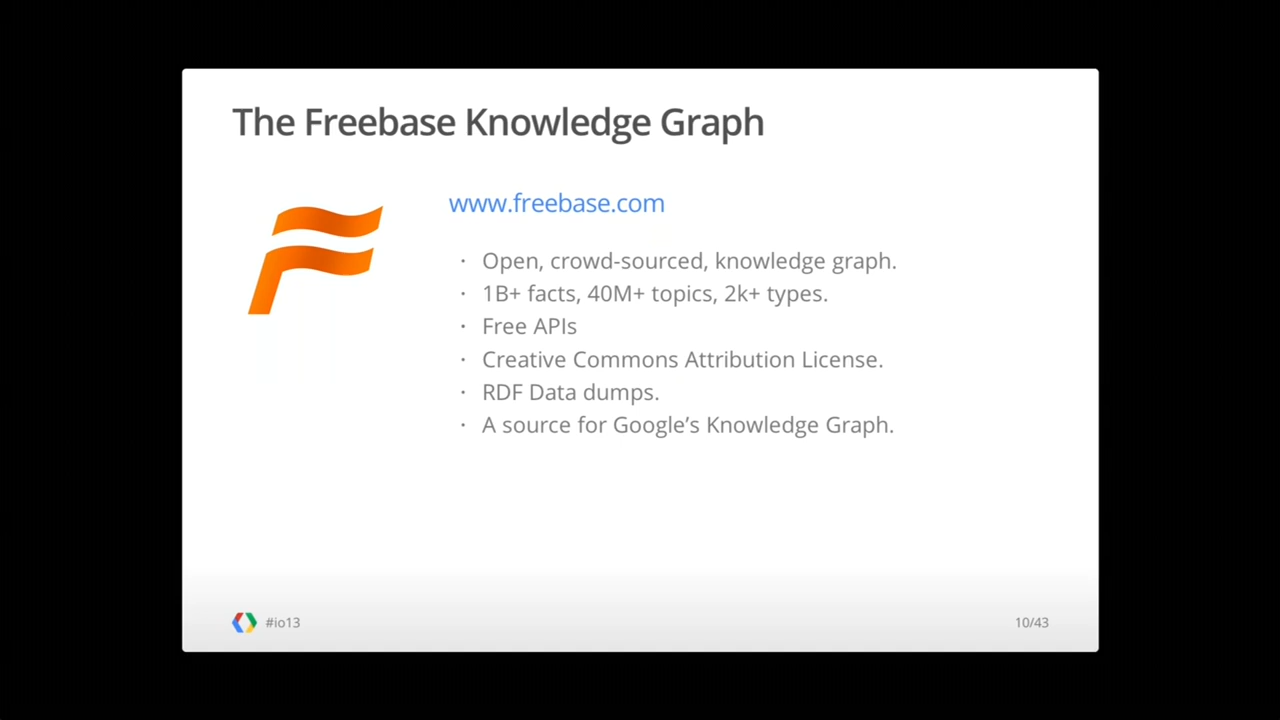 The Freebase Knowledge Graph
www.freebase.com
· Open, crowd-sourced, knowledge graph.
· 1B+ facts, 40M+ topics, 2k+ types.
· Free APIs
· Creative Commons Attribution License.
· RDF Data dumps.
· A source for Google’s Knowledge Graph.
#io13
10/43